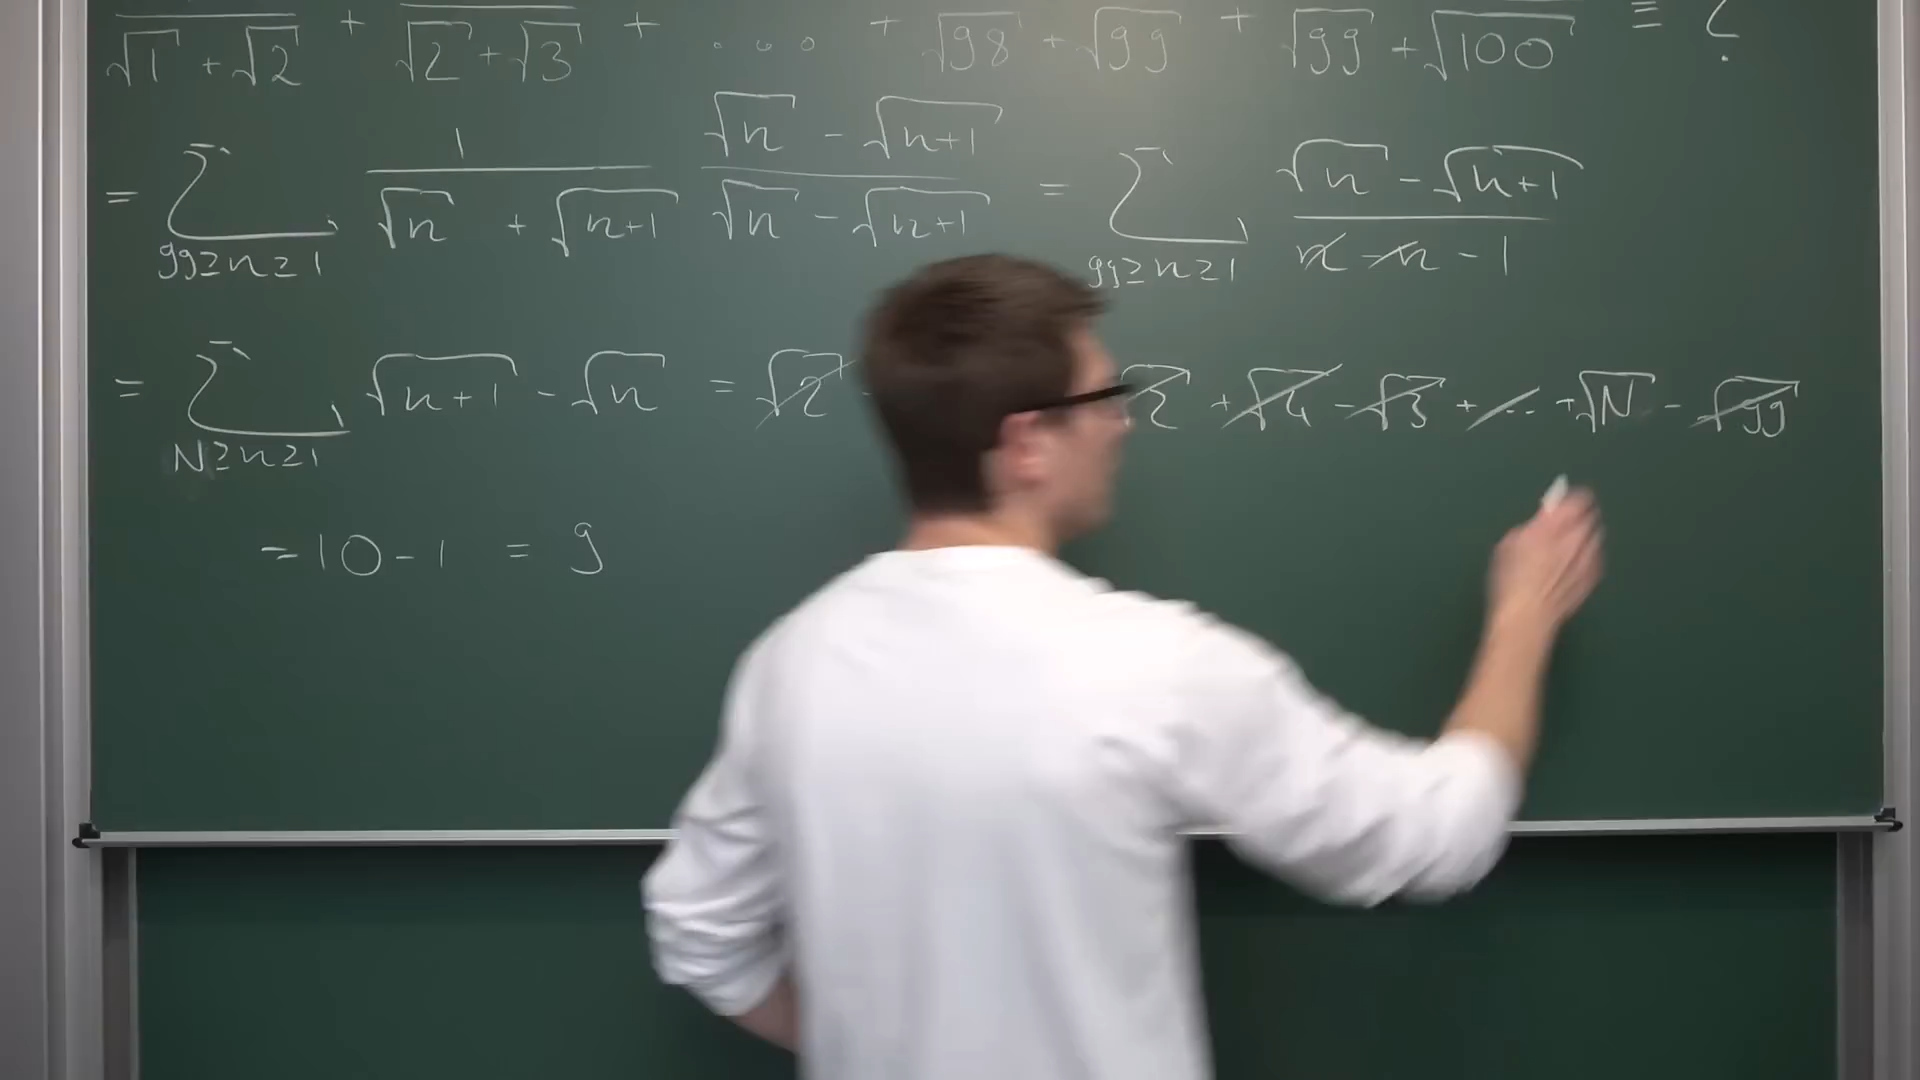 √1 + √2 + √2 + √3 + ... + √98 + √99 + √99 + √100 ≡ ?
= Σ 99≥n≥1 1/(√n + √(n+1)) (√n - √(n+1))/(√n - √(n+1)) = Σ 99≥n≥1 (√n - √(n+1))/(n - n - 1)
= Σ N≥n≥1 √(n+1) - √n = √2 - √2 + √4 - √3 + ... + √N - √99
= 10 - 1 = 9